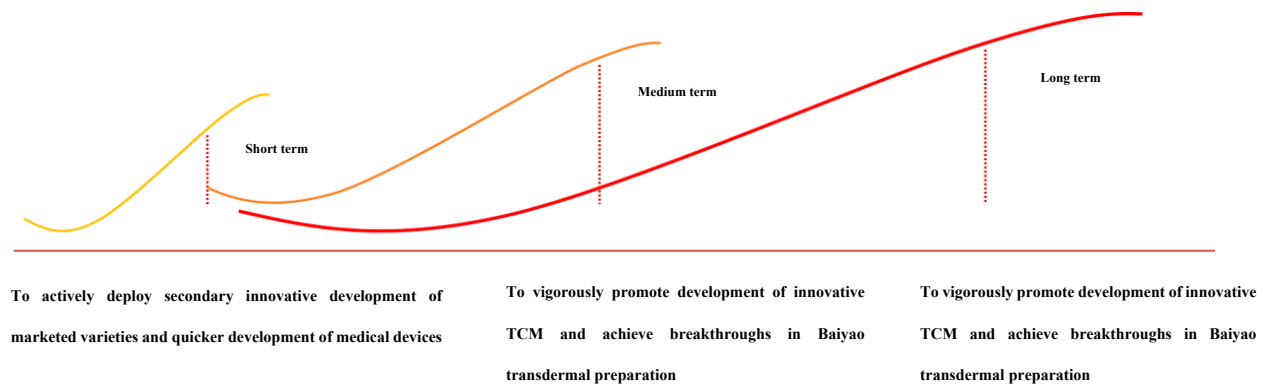 Long term
Medium term
Short term
To actively deploy secondary innovative development of
marketed varieties and quicker development of medical devices
To vigorously promote development of innovative
TCM and achieve breakthroughs in Baiyao
transdermal preparation
To vigorously promote development of innovative
TCM and achieve breakthroughs in Baiyao
transdermal preparation